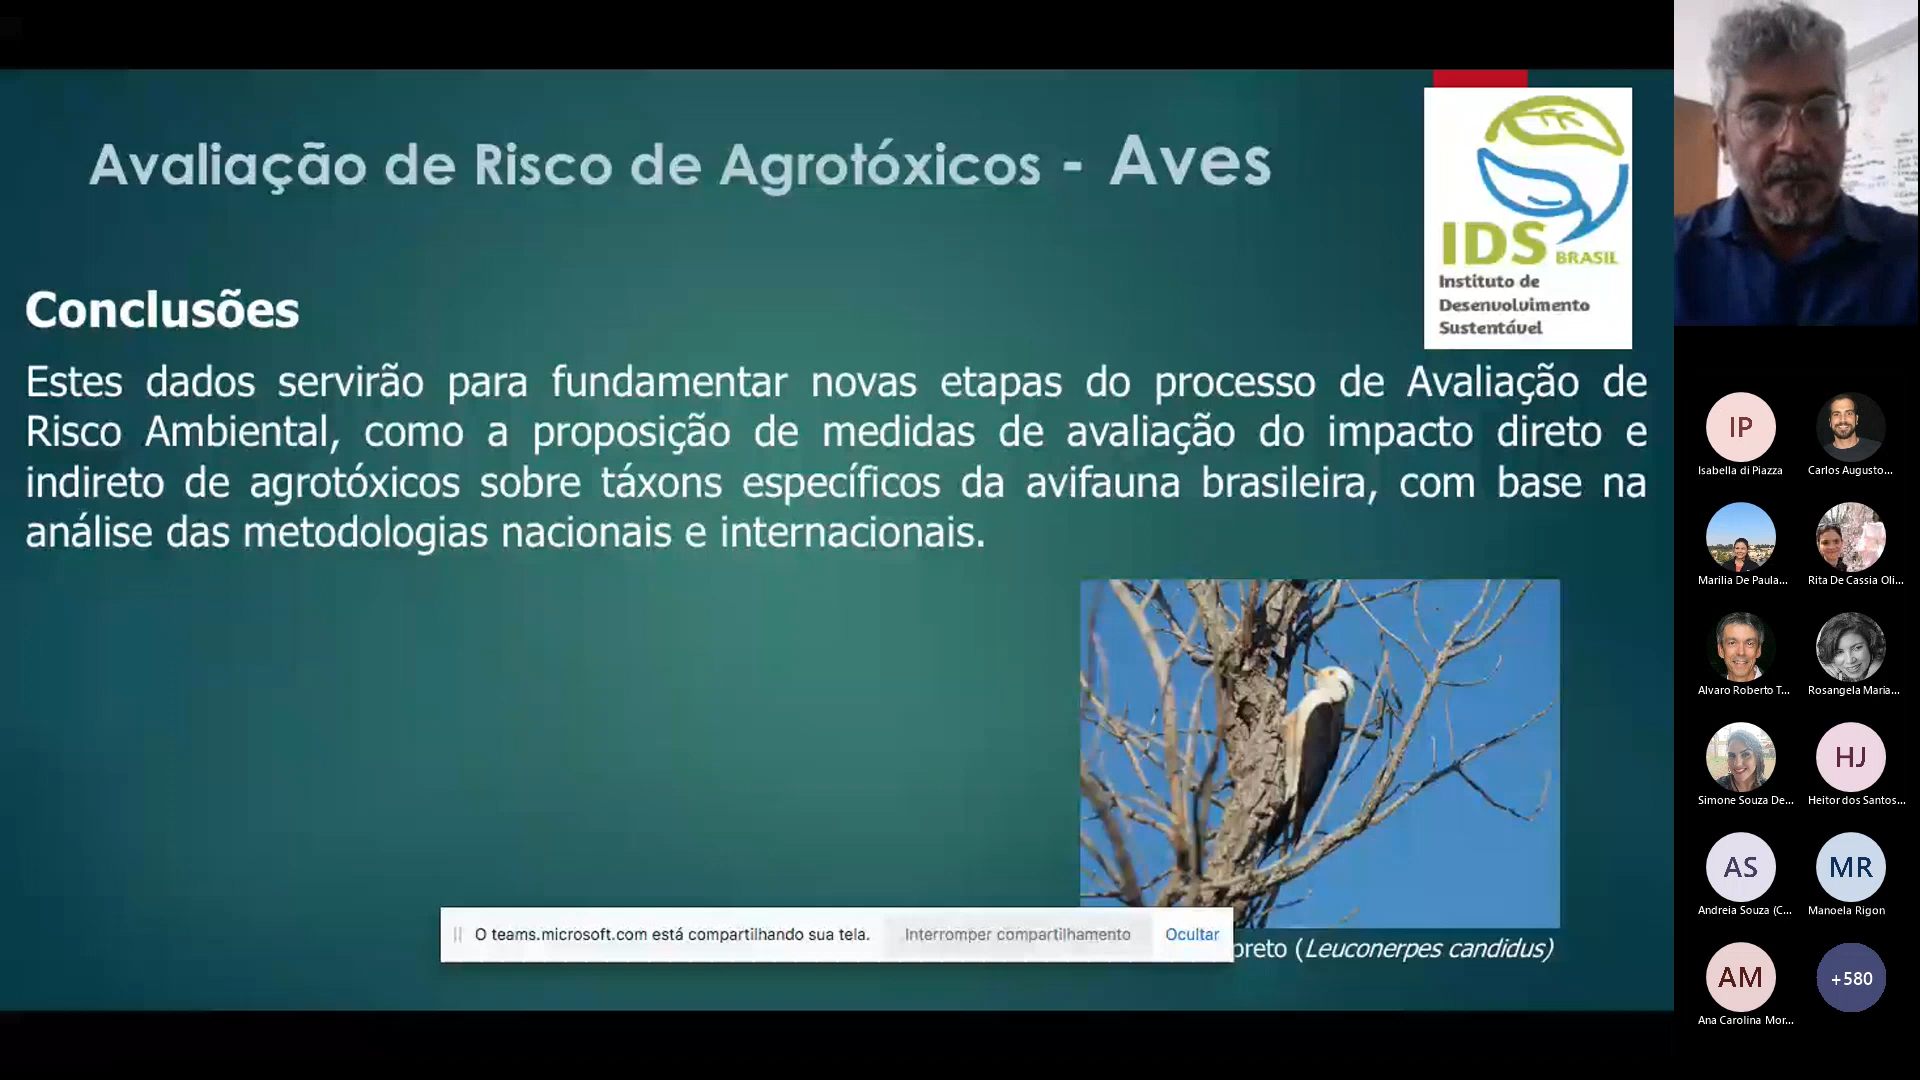 Avaliação de Risco de Agrotóxicos - Aves
IDS BRASIL
Instituto de
Desenvolvimento
Sustentável
Conclusões
Estes dados servirão para fundamentar novas etapas do processo de Avaliação de
Risco Ambiental, como a proposição de medidas de avaliação do impacto direto e
indireto de agrotóxicos sobre táxons específicos da avifauna brasileira, com base na
análise das metodologias nacionais e internacionais.
O teams.microsoft.com está compartilhando sua tela. Interromper compartilhamento Ocultar
preto (Leuconerpes candidus)
IP
Isabella di Piazza Carlos Augusto...
Marilia De Paula... Rita De Cassia Oli...
Alvaro Roberto T... Rosangela Maria...
HJ
Simone Souza De... Heitor dos Santos...
AS MR
Andreia Souza (C... Manoela Rigon
AM +580
Ana Carolina Mor...